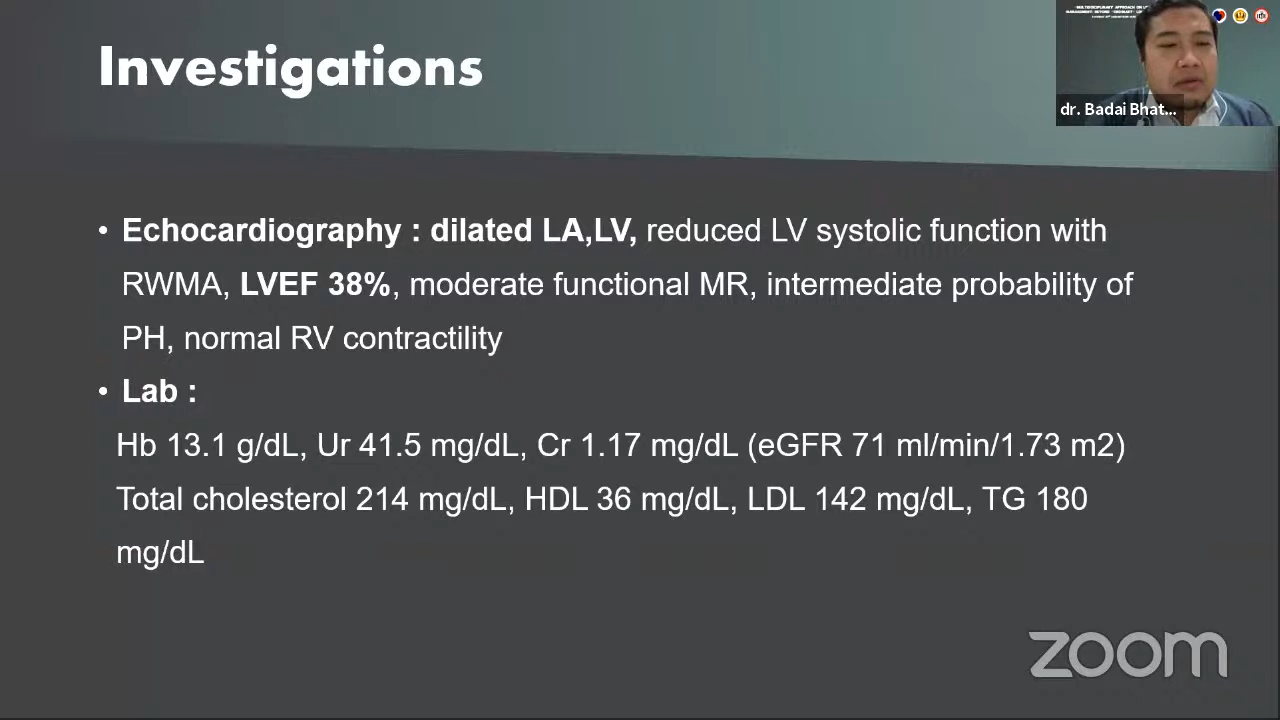 Investigations
MULTIDISCIPLINARY APPROACH ON
dr. Badai Bhat...
• Echocardiography : dilated LA,LV, reduced LV systolic function with
RWMA, LVEF 38%, moderate functional MR, intermediate probability of
PH, normal RV contractility
• Lab :
Hb 13.1 g/dL, Ur 41.5 mg/dL, Cr 1.17 mg/dL (eGFR 71 ml/min/1.73 m2)
Total cholesterol 214 mg/dL, HDL 36 mg/dL, LDL 142 mg/dL, TG 180
mg/dL
zoom